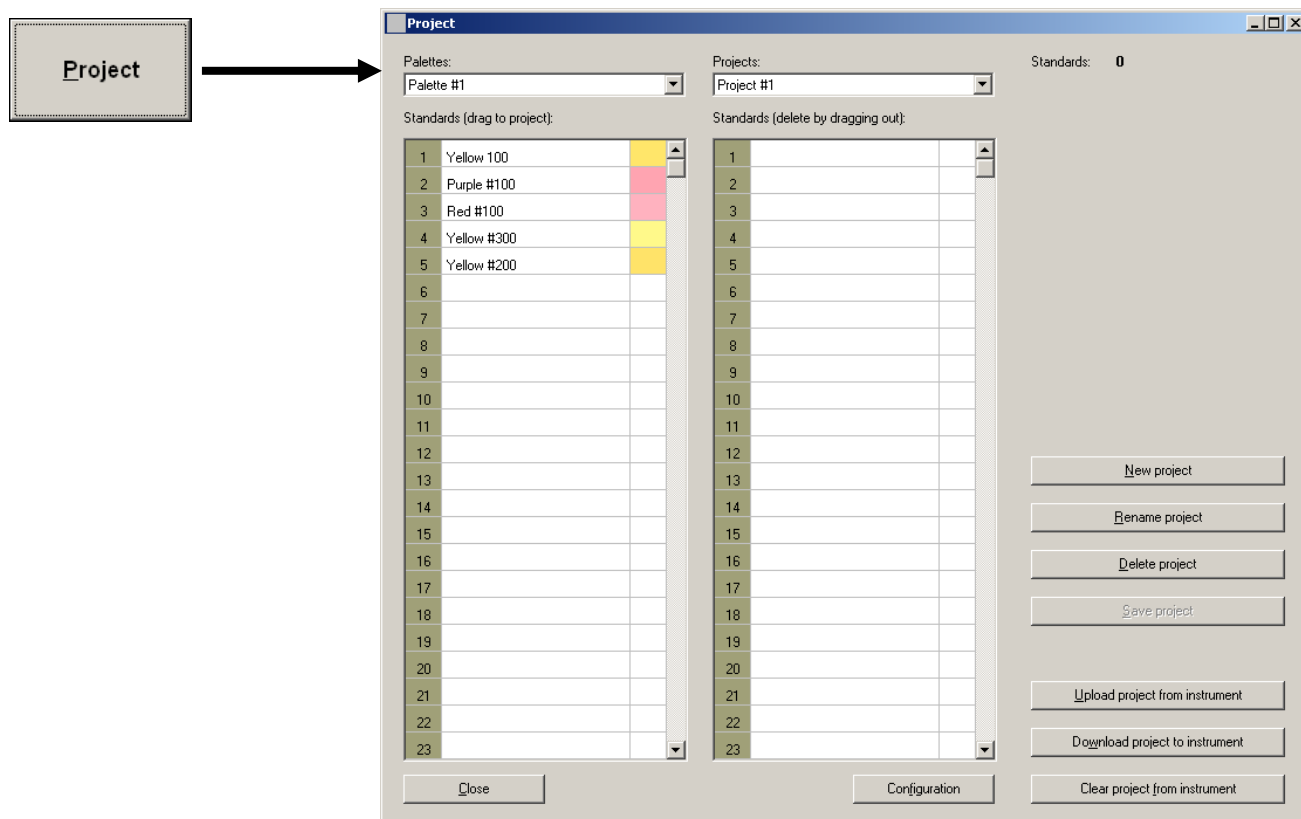 Project
Project
Palettes:
Palette #1
Projects:
Project #1
Standards: 0
Standards (drag to project):
Standards (delete by dragging out):
1 Yellow 100
2 Purple #100
3 Red #100
4 Yellow #300
5 Yellow #200
6
7
8
9
10
11
12
13
14
15
16
17
18
19
20
21
22
23
1
2
3
4
5
6
7
8
9
10
11
12
13
14
15
16
17
18
19
20
21
22
23
New project
Rename project
Delete project
Save project
Upload project from instrument
Download project to instrument
Clear project from instrument
Close
Configuration